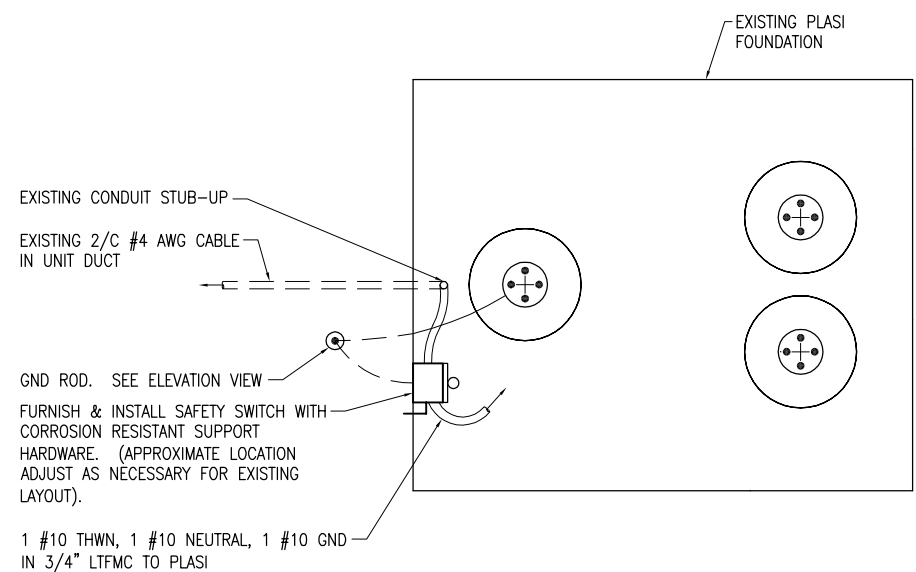 EXISTING PLASI
FOUNDATION
EXISTING CONDUIT STUB-UP
EXISTING 2/C #4 AWG CABLE
IN UNIT DUCT
GND ROD. SEE ELEVATION VIEW
FURNISH & INSTALL SAFETY SWITCH WITH
CORROSION RESISTANT SUPPORT
HARDWARE. (APPROXIMATE LOCATION
ADJUST AS NECESSARY FOR EXISTING
LAYOUT).
1 #10 THWN, 1 #10 NEUTRAL, 1 #10 GND
IN 3/4" LTFMC TO PLASI